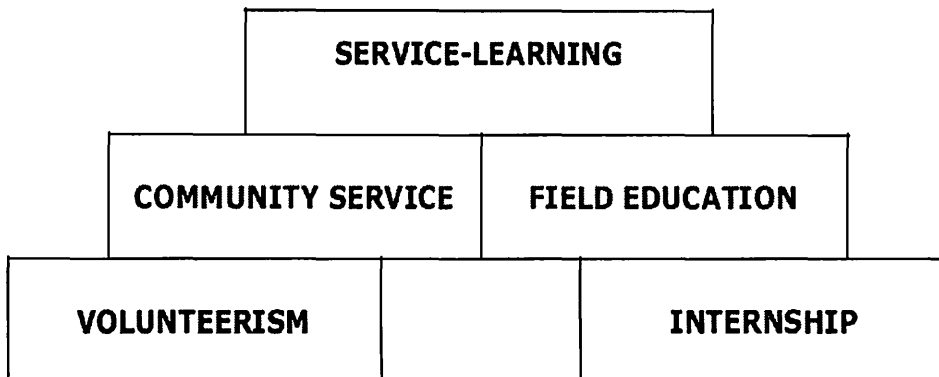 SERVICE-LEARNING
COMMUNITY SERVICE FIELD EDUCATION
VOLUNTEERISM INTERNSHIP